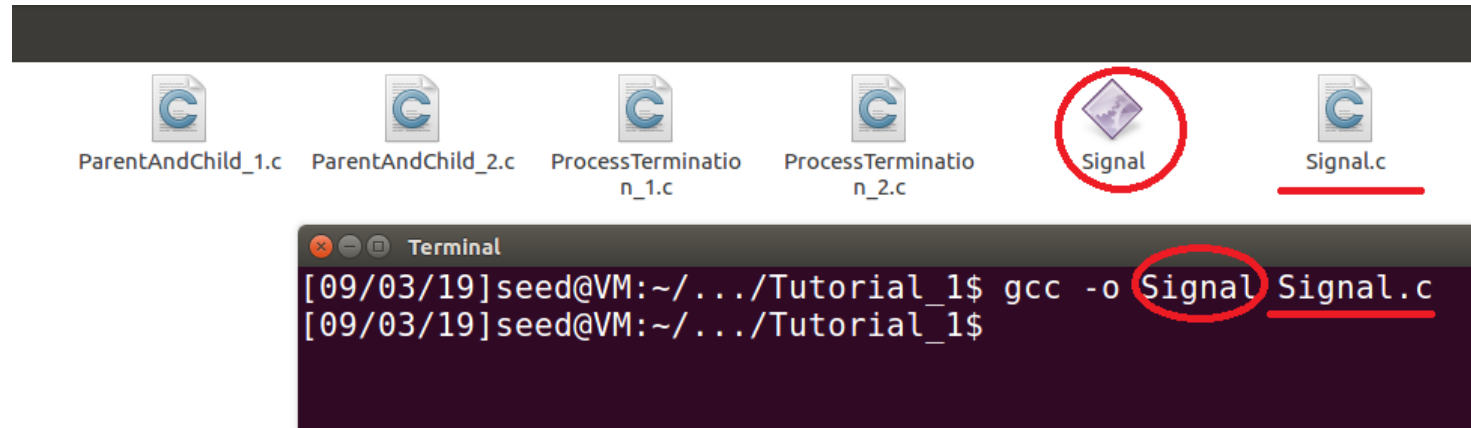 ParentAndChild_1.c ParentAndChild_2.c ProcessTerminatio ProcessTerminatio Signal Signal.c
n_1.c n_2.c
Terminal
[09/03/19]seed@VM:~/.../Tutorial_1$ gcc -o Signal Signal.c
[09/03/19]seed@VM:~/.../Tutorial_1$